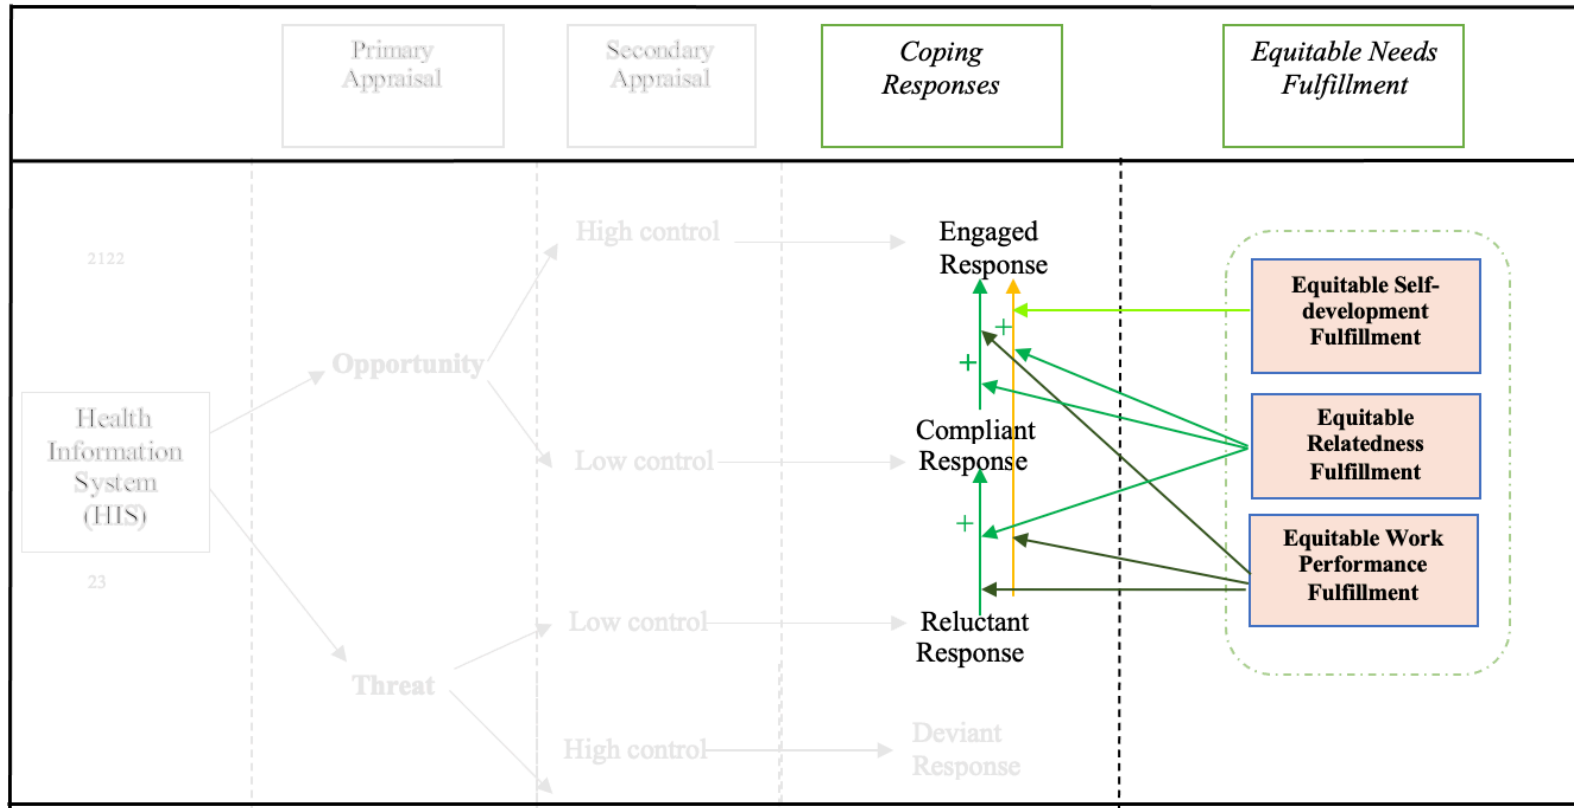 Primary
Appraisal
Secondary
Appraisal
Coping
Responses
Equitable Needs
Fulfillment
2122
High control
Engaged
Response
Equitable Self-
development
Fulfillment
+
Opportunity
+
Health
Information
System
(HIS)
Low control
Compliant
Response
Equitable
Relatedness
Fulfillment
+
23
Equitable Work
Performance
Fulfillment
Low control
Reluctant
Response
Threat
High control
Deviant
Response